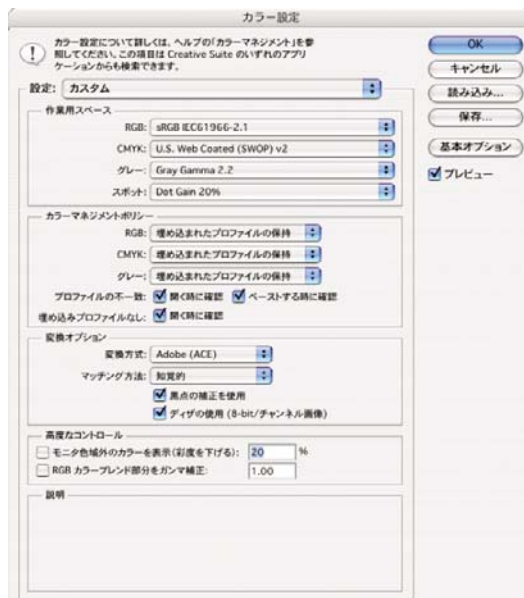 カラー設定
カラー設定について詳しくは、ヘルプの「カラーマネジメント」を参
照してください。この項目は Creative Suite のいずれのアプリ
ケーションからも検索できます。
OK
キャンセル
読み込み...
保存...
基本オプション
プレビュー
設定: カスタム
作業用スペース
RGB: sRGB IEC61966-2.1
CMYK: U.S. Web Coated (SWOP) v2
グレー: Gray Gamma 2.2
スポット: Dot Gain 20%
カラーマネジメントポリシー
RGB: 埋め込まれたプロファイルの保持
CMYK: 埋め込まれたプロファイルの保持
グレー: 埋め込まれたプロファイルの保持
プロファイルの不一致: 開く時に確認 ペーストする時に確認
埋め込みプロファイルなし: 開く時に確認
変換オプション
変換方式: Adobe (ACE)
マッチング方法: 知覚的
黒点の補正を使用
ディザの使用 (8-bit/チャンネル画像)
高度なコントロール
モニタ色域外のカラーを表示(彩度を下げる): 20 %
RGB カラーブレンド部分をガンマ補正: 1.00
説明